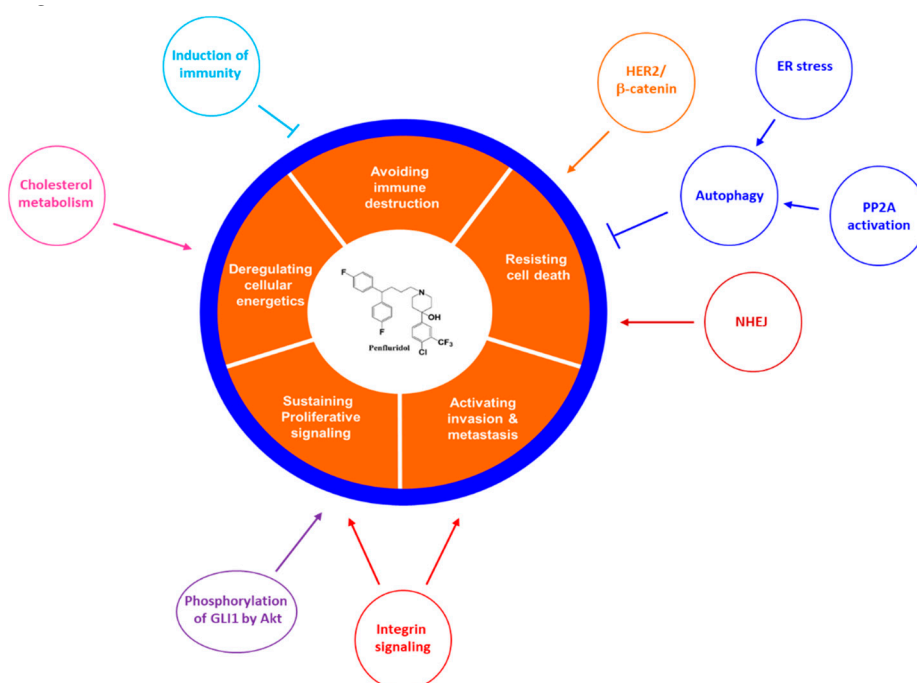 Induction of
immunity
HER2/
β-catenin
ER stress
Cholesterol
metabolism
Autophagy
PP2A
activation
NHEJ
Avoiding
immune
destruction
Resisting
cell death
Deregulating
cellular
energetics
Sustaining
Proliferative
signaling
Activating
invasion &
metastasis
F
F
N
OH
CF3
Cl
Penfluridol
Phosphorylation
of GLI1 by Akt
Integrin
signaling